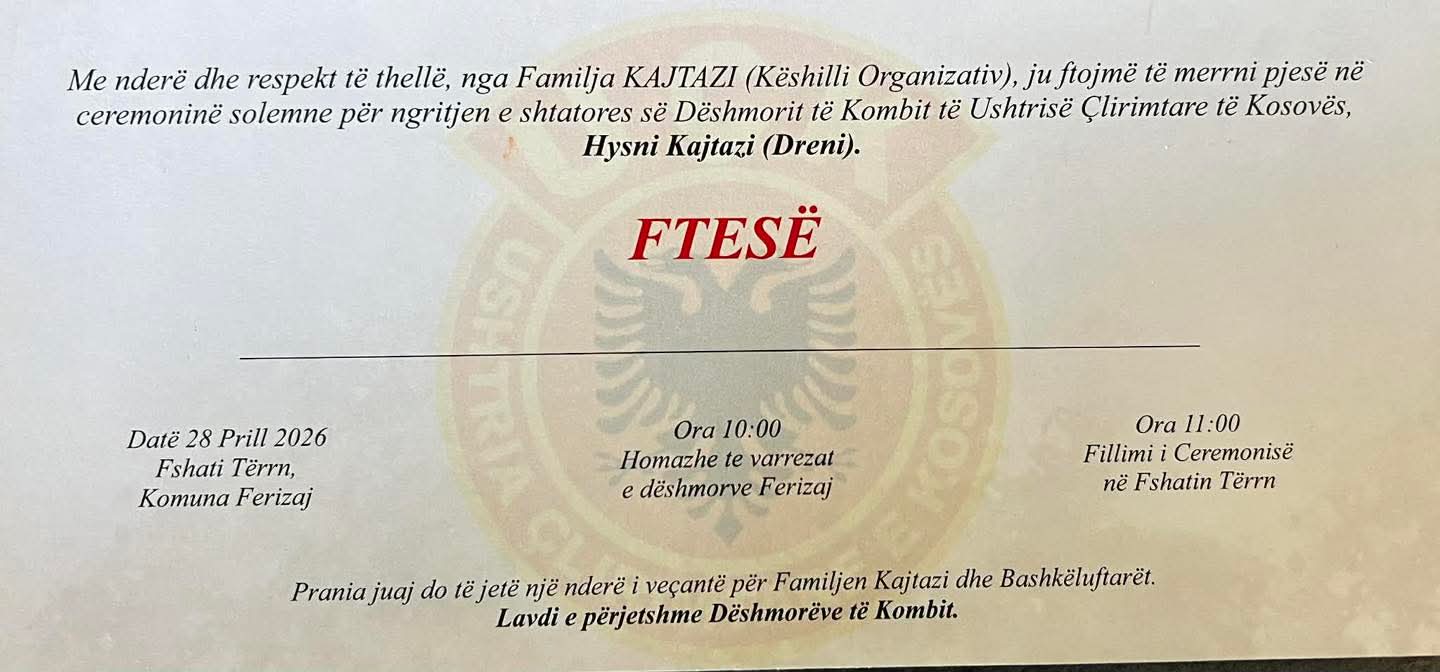 Me nderë dhe respekt të thellë, nga Familja KAJTAZI (Këshilli Organizativ), ju ftojmë të merrni pjesë në
ceremoninë solemne për ngritjen e shtatores së Dëshmorit të Kombit të Ushtrisë Çlirimtare të Kosovës,
Hysni Kajtazi (Dreni).
FTESË
Datë 28 Prill 2026
Fshati Tërrn,
Komuna Ferizaj
Ora 10:00
Homazhe te varrezat
e dëshmorve Ferizaj
Ora 11:00
Fillimi i Ceremonisë
në Fshatin Tërrn
Prania juaj do të jetë një nderë i veçantë për Familjen Kajtazi dhe Bashkëluftarët.
Lavdi e përjetshme Dëshmorëve të Kombit.
USHTRIA
E KOSOVËS